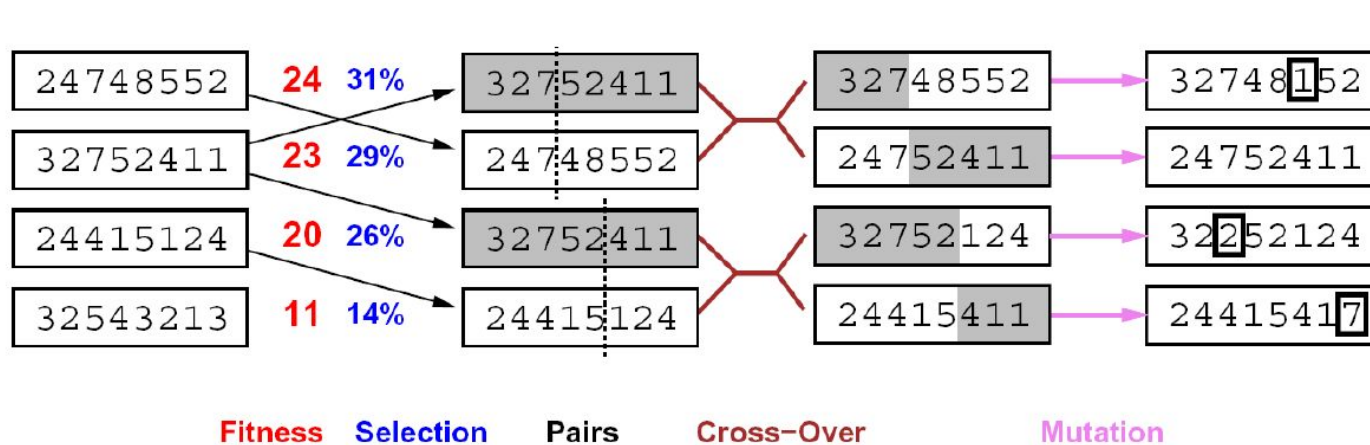 24748552 24 31% 32752411 32748552 32748152
32752411 23 29% 24748552 24752411 24752411
24415124 20 26% 32752411 32752124 32252124
32543213 11 14% 24415124 24415411 24415417
Fitness Selection Pairs Cross−Over Mutation